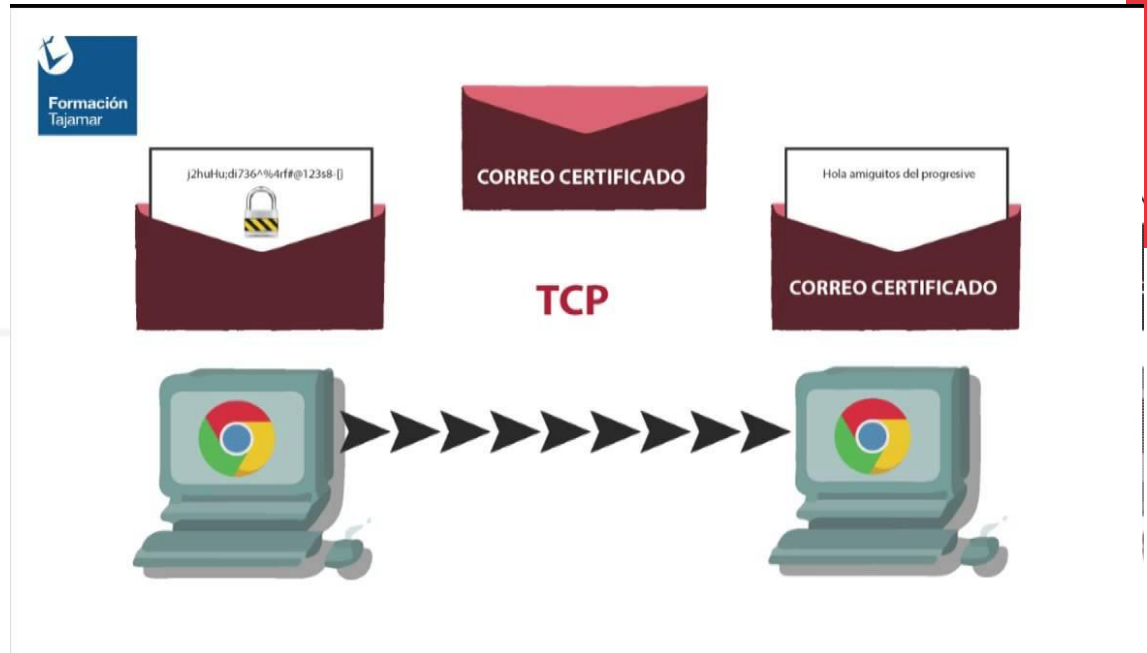 Formación
Tajamar
j2huHu;di736^%4rf#@123s8-[}
CORREO CERTIFICADO
Hola amiguitos del progresive
CORREO CERTIFICADO
TCP